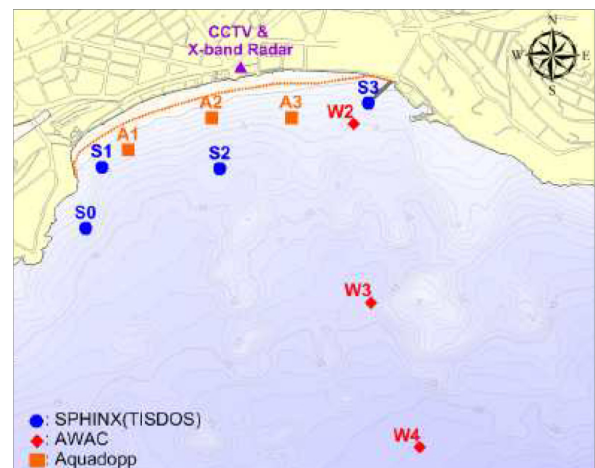 CCTV &
X-band Radar
N
W E
S
S3
A2
A3
W2
A1
S1
S2
S0
W3
W4
: SPHINX(TISDOS)
: AWAC
: Aquadopp